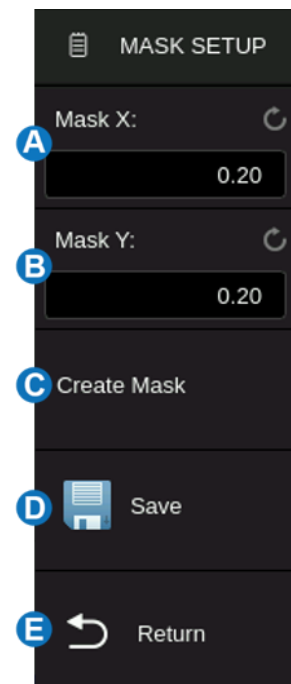 MASK SETUP
Mask X:
A
0.20
Mask Y:
B
0.20
C Create Mask
D Save
E Return